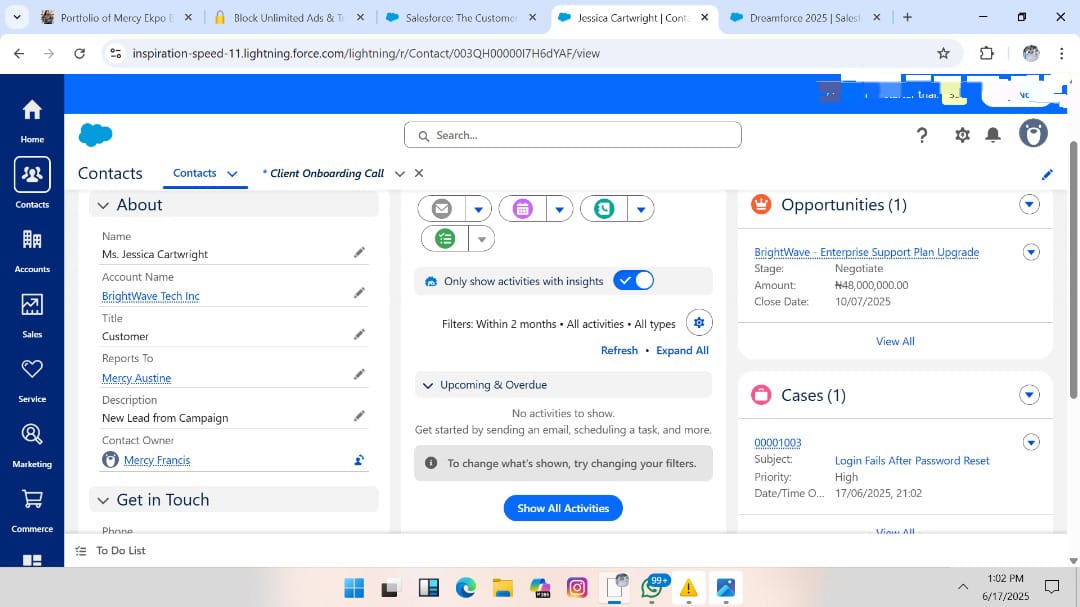 Portfolio of Mercy Expo E
Block Unlimited Ads & Tr
Salesforce: The Customer
Jessica Cartwright | Conta
Dreamforce 2025 | Salesf
inspiration-speed-11.lightning.force.com/lightning/r/Contact/003QH00000I7H6dYAF/view
Search...
Contacts
Contacts
* Client Onboarding Call
Home
Contacts
Accounts
Sales
Service
Marketing
Commerce
About
Name
Ms. Jessica Cartwright
Account Name
BrightWave Tech Inc
Title
Customer
Reports To
Mercy Austine
Description
New Lead from Campaign
Contact Owner
Mercy Francis
Get in Touch
Phone
Only show activities with insights
Filters: Within 2 months • All activities • All types
Refresh • Expand All
Upcoming & Overdue
No activities to show.
Get started by sending an email, scheduling a task, and more.
To change what's shown, try changing your filters.
Show All Activities
Opportunities (1)
BrightWave - Enterprise Support Plan Upgrade
Stage: Negotiate
Amount: ₦48,000,000.00
Close Date: 10/07/2025
View All
Cases (1)
00001003
Subject: Login Fails After Password Reset
Priority: High
Date/Time O... 17/06/2025, 21:02
View All
To Do List
99+
1:02 PM
6/17/2025